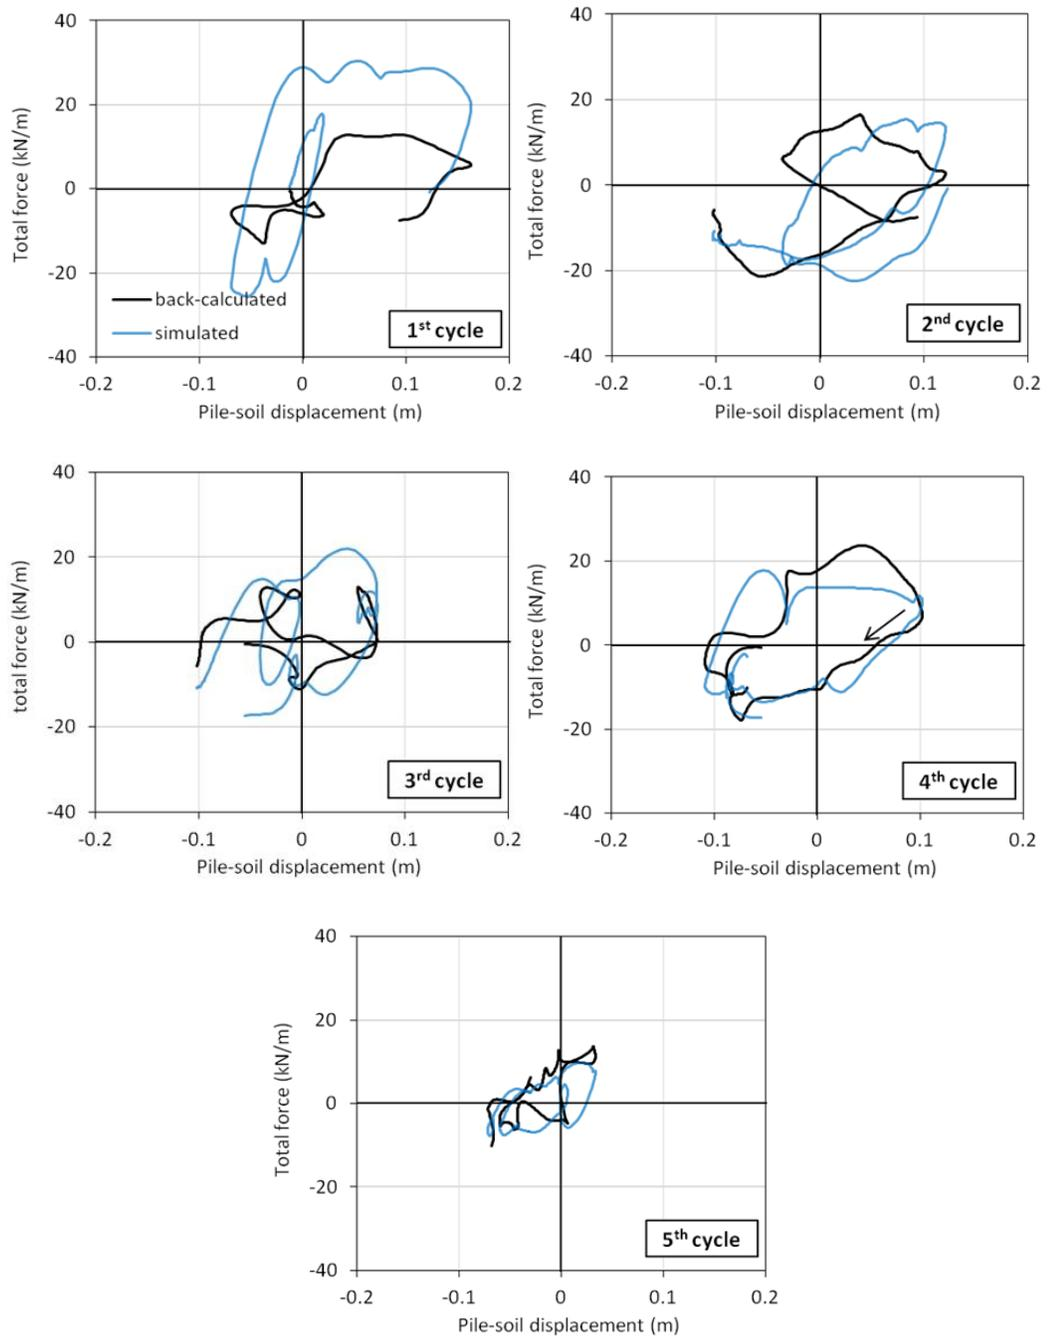 40
20
0
-20
-40
-0.2
-0.1
0
0.1
0.2
Total force (kN/m)
Pile-soil displacement (m)
back-calculated
simulated
1st cycle
40
20
0
-20
-40
-0.2
-0.1
0
0.1
0.2
Total force (kN/m)
Pile-soil displacement (m)
2nd cycle
40
20
0
-20
-40
-0.2
-0.1
0
0.1
0.2
total force (kN/m)
Pile-soil displacement (m)
3rd cycle
40
20
0
-20
-40
-0.2
-0.1
0
0.1
0.2
Total force (kN/m)
Pile-soil displacement (m)
4th cycle
40
20
0
-20
-40
-0.2
-0.1
0
0.1
0.2
Total force (kN/m)
Pile-soil displacement (m)
5th cycle